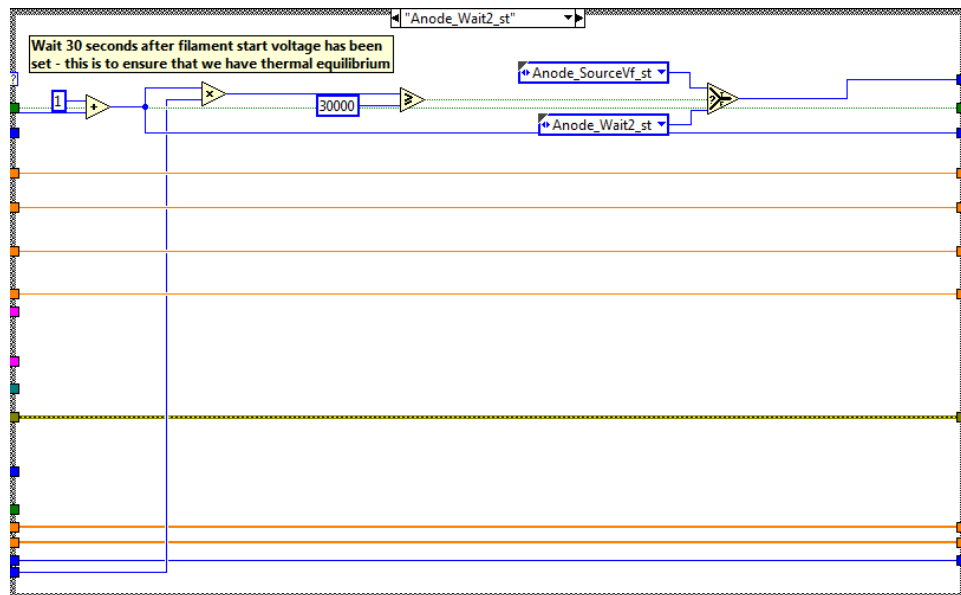 "Anode_Wait2_st"
Wait 30 seconds after filament start voltage has been
set - this is to ensure that we have thermal equilibrium
?
Anode_SourceVf_st
1
+
x
30000
≥
?
Anode_Wait2_st